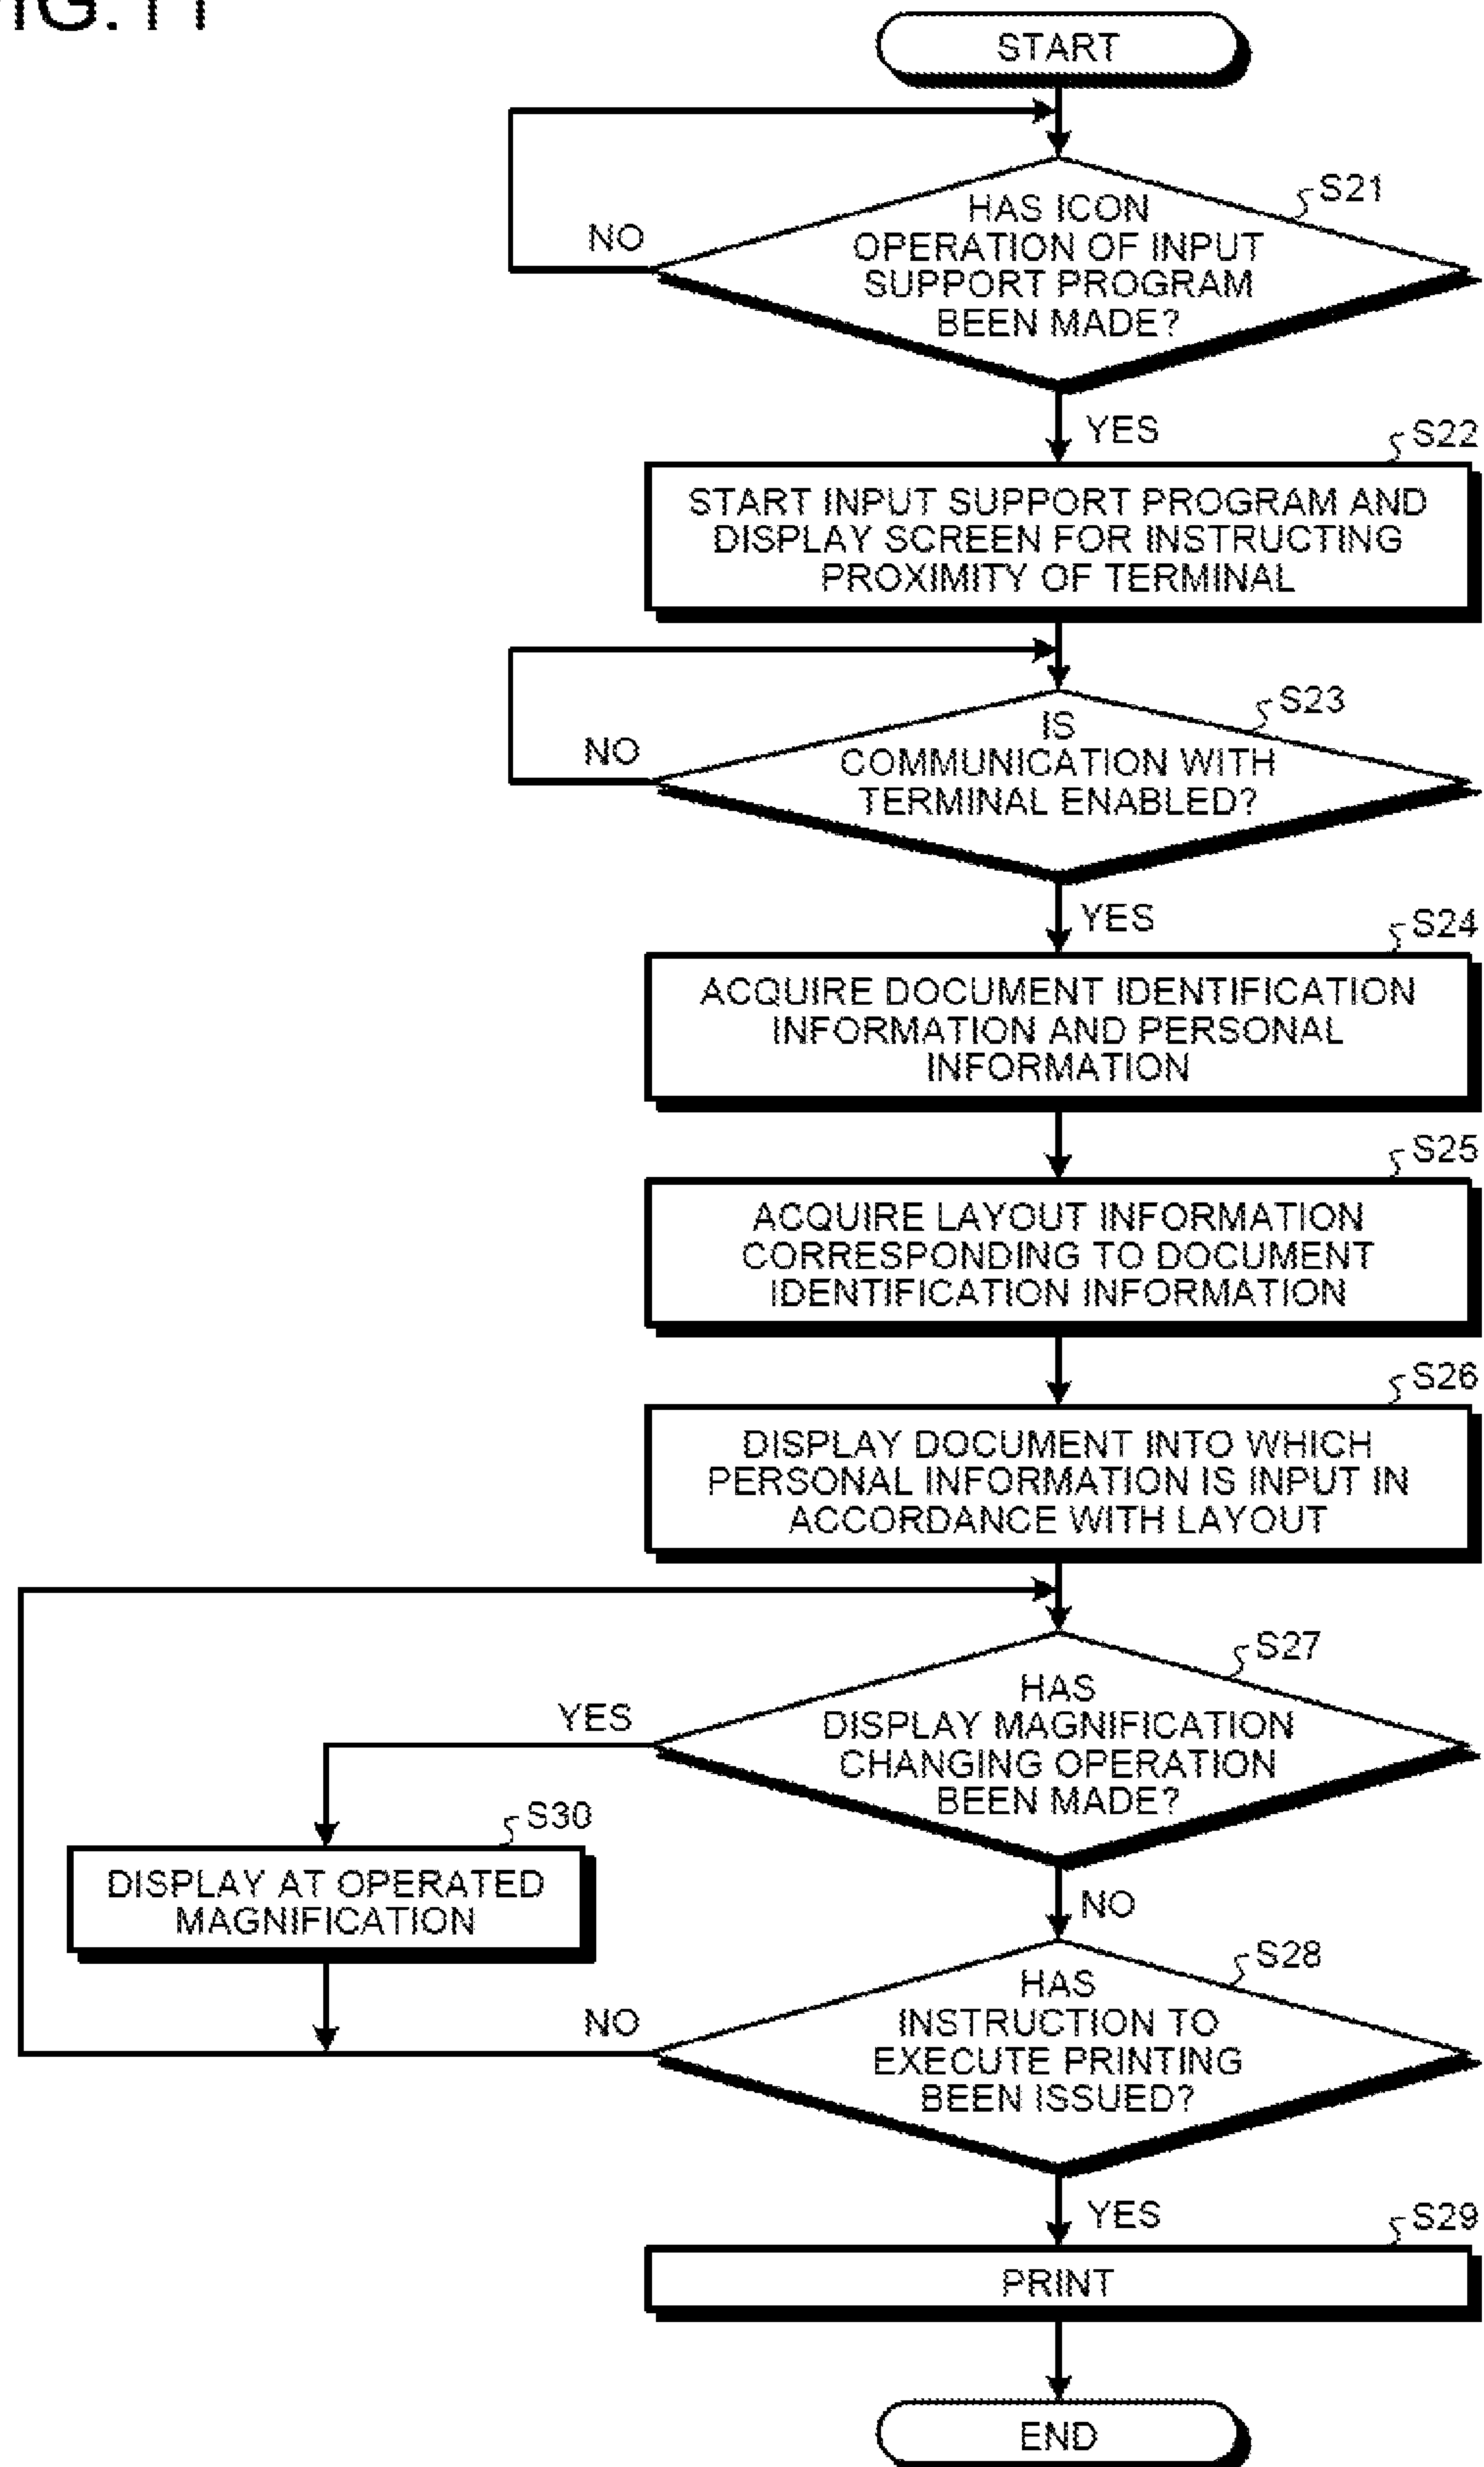 FIG.11
START
S21
HAS ICON
OPERATION OF INPUT
SUPPORT PROGRAM
BEEN MADE?
NO
YES
S22
START INPUT SUPPORT PROGRAM AND
DISPLAY SCREEN FOR INSTRUCTING
PROXIMITY OF TERMINAL
S23
IS
COMMUNICATION WITH
TERMINAL ENABLED?
NO
YES
S24
ACQUIRE DOCUMENT IDENTIFICATION
INFORMATION AND PERSONAL
INFORMATION
S25
ACQUIRE LAYOUT INFORMATION
CORRESPONDING TO DOCUMENT
IDENTIFICATION INFORMATION
S26
DISPLAY DOCUMENT INTO WHICH
PERSONAL INFORMATION IS INPUT IN
ACCORDANCE WITH LAYOUT
S27
HAS
DISPLAY MAGNIFICATION
CHANGING OPERATION
BEEN MADE?
YES
S30
DISPLAY AT OPERATED
MAGNIFICATION
NO
S28
HAS
INSTRUCTION TO
EXECUTE PRINTING
BEEN ISSUED?
NO
YES
S29
PRINT
END